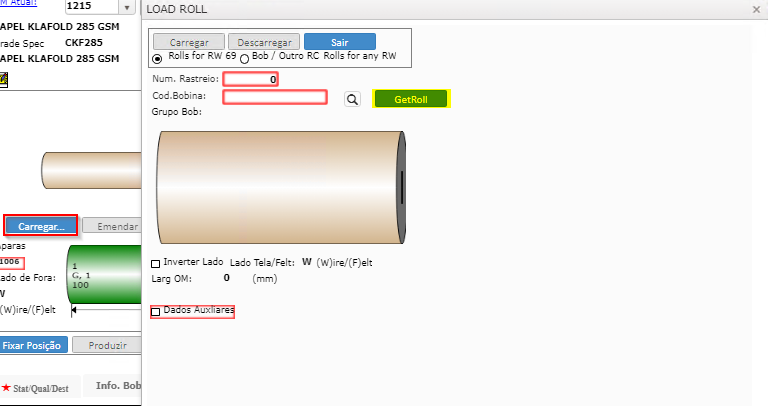 M Atual:
1215
APEL KLAFOLD 285 GSM
rade Spec
CKF285
APEL KLAFOLD 285 GSM
Carregar...
Emendar
aparas
1006
ado de Fora:
W
(W)ire/(F)elt
1
G, 1
100
Fixar Posição
Produzir
Stat/Qual/Dest
Info. Bob
LOAD ROLL
Carregar
Descarregar
Sair
Rolls for RW 69
Bob / Outro RC
Rolls for any RW
Num. Rastreio:
0
Cod.Bobina:
GetRoll
Grupo Bob:
Inverter Lado
Lado Tela/Felt:
W
(W)ire/(F)elt
Larg OM:
0
(mm)
Dados Auxliares